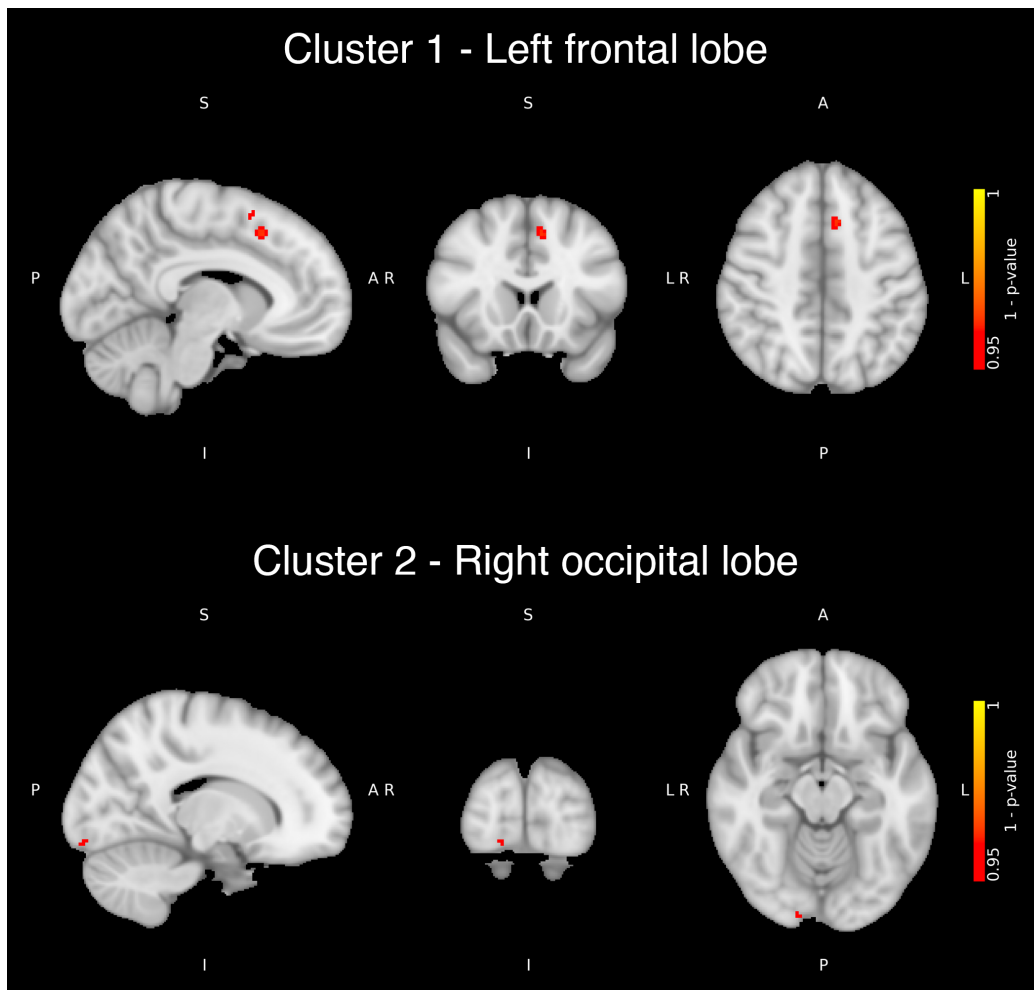 Cluster 1 - Left frontal lobe
S S A
P A R L R L
I I P
1
1 - p-value
0.95
Cluster 2 - Right occipital lobe
S S A
P A R L R L
I I P
1
1 - p-value
0.95